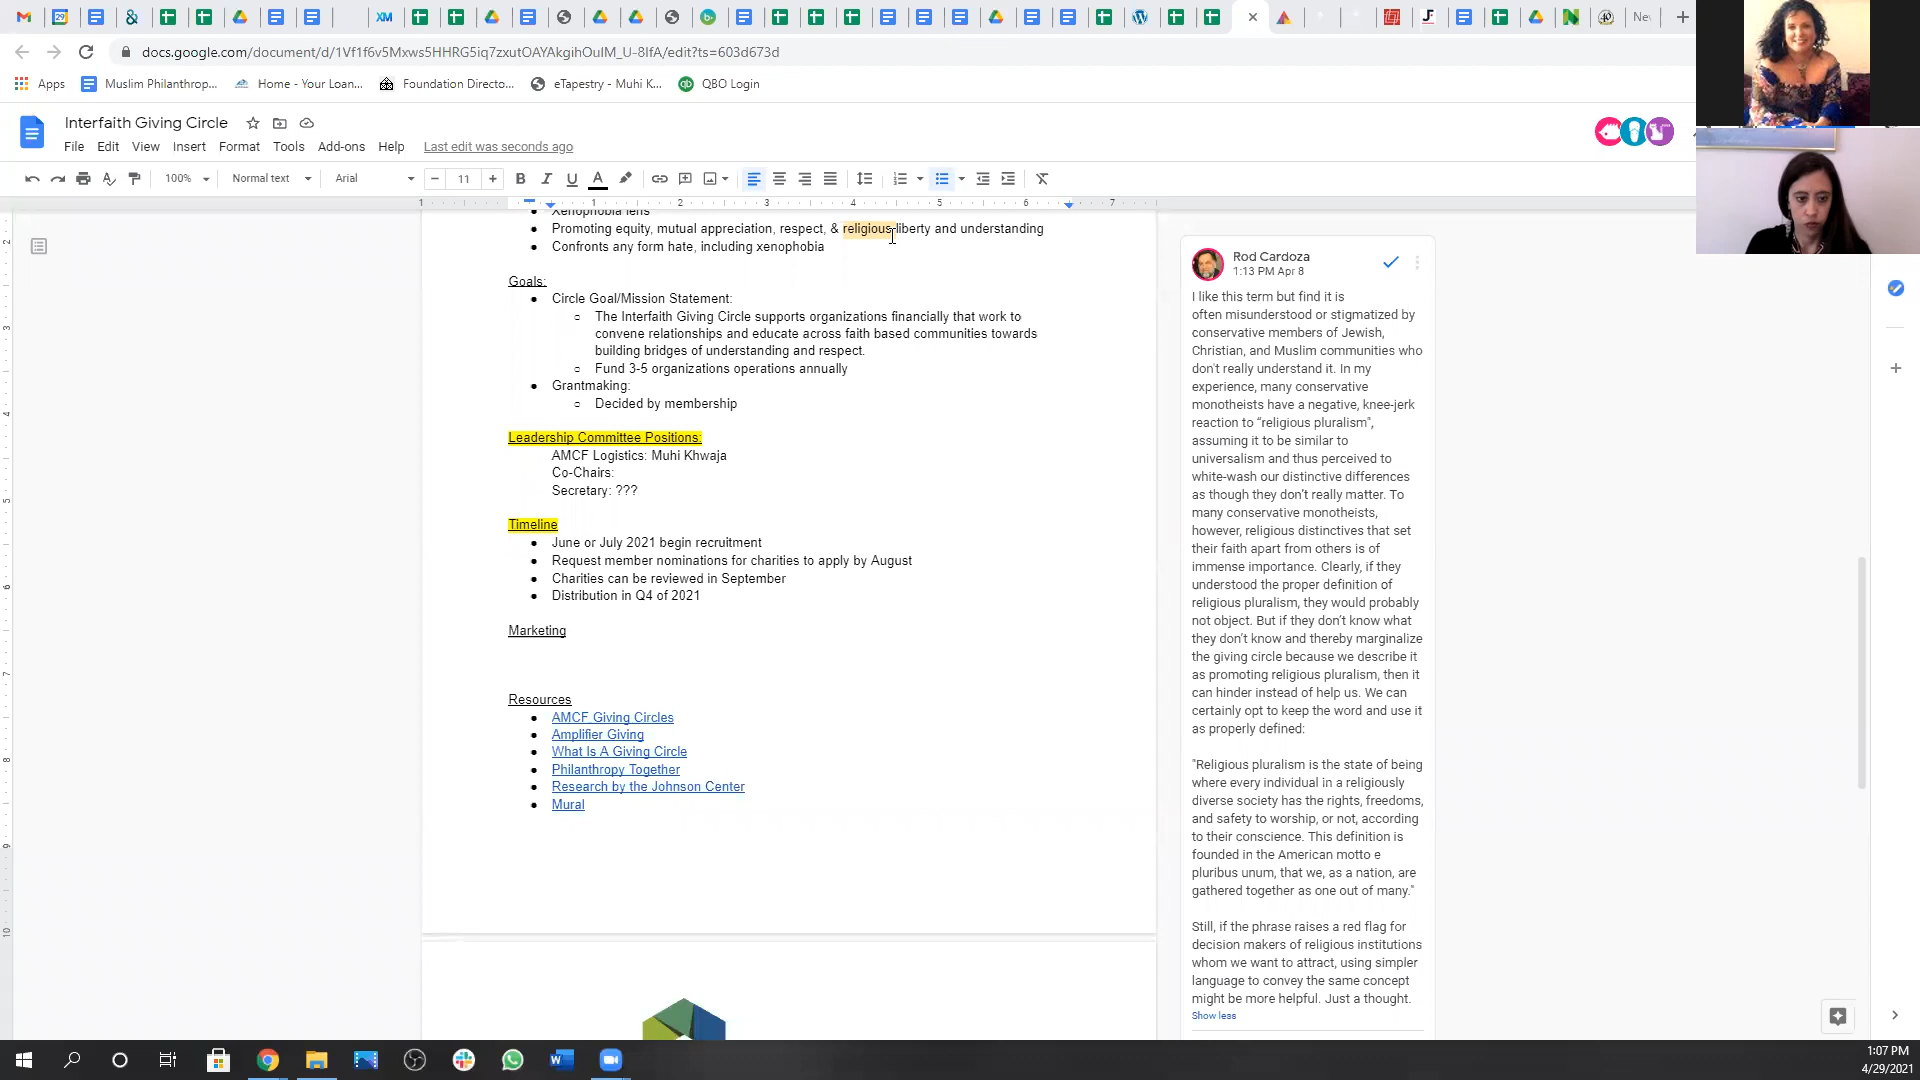 docs.google.com/document/d/1Vf1f6v5Mxws5HHRG5iq7zxutOAYAkgihOulM_U-8IfA/edit?ts=603d673d
Apps
Muslim Philanthrop...
Home - Your Loan...
Foundation Directo...
eTapestry - Muhi K...
QBO Login
Interfaith Giving Circle
File Edit View Insert Format Tools Add-ons Help Last edit was seconds ago
100% Normal text Arial 11
Xenophobia lens
Promoting equity, mutual appreciation, respect, & religious liberty and understanding
Confronts any form hate, including xenophobia
Goals:
Circle Goal/Mission Statement:
The Interfaith Giving Circle supports organizations financially that work to
convene relationships and educate across faith based communities towards
building bridges of understanding and respect.
Fund 3-5 organizations operations annually
Grantmaking:
Decided by membership
Leadership Committee Positions:
AMCF Logistics: Muhi Khwaja
Co-Chairs:
Secretary: ???
Timeline
June or July 2021 begin recruitment
Request member nominations for charities to apply by August
Charities can be reviewed in September
Distribution in Q4 of 2021
Marketing
Resources
AMCF Giving Circles
Amplifier Giving
What Is A Giving Circle
Philanthropy Together
Research by the Johnson Center
Mural
Rod Cardoza
1:13 PM Apr 8
I like this term but find it is
often misunderstood or stigmatized by
conservative members of Jewish,
Christian, and Muslim communities who
don't really understand it. In my
experience, many conservative
monotheists have a negative, knee-jerk
reaction to "religious pluralism",
assuming it to be similar to
universalism and thus perceived to
white-wash our distinctive differences
as though they don't really matter. To
many conservative monotheists,
however, religious distinctives that set
their faith apart from others is of
immense importance. Clearly, if they
understood the proper definition of
religious pluralism, they would probably
not object. But if they don't know what
they don't know and thereby marginalize
the giving circle because we describe it
as promoting religious pluralism, then it
can hinder instead of help us. We can
certainly opt to keep the word and use it
as properly defined:
"Religious pluralism is the state of being
where every individual in a religiously
diverse society has the rights, freedoms,
and safety to worship, or not, according
to their conscience. This definition is
founded in the American motto e
pluribus unum, that we, as a nation, are
gathered together as one out of many."
Still, if the phrase raises a red flag for
decision makers of religious institutions
whom we want to attract, using simpler
language to convey the same concept
might be more helpful. Just a thought.
Show less
1:07 PM
4/29/2021